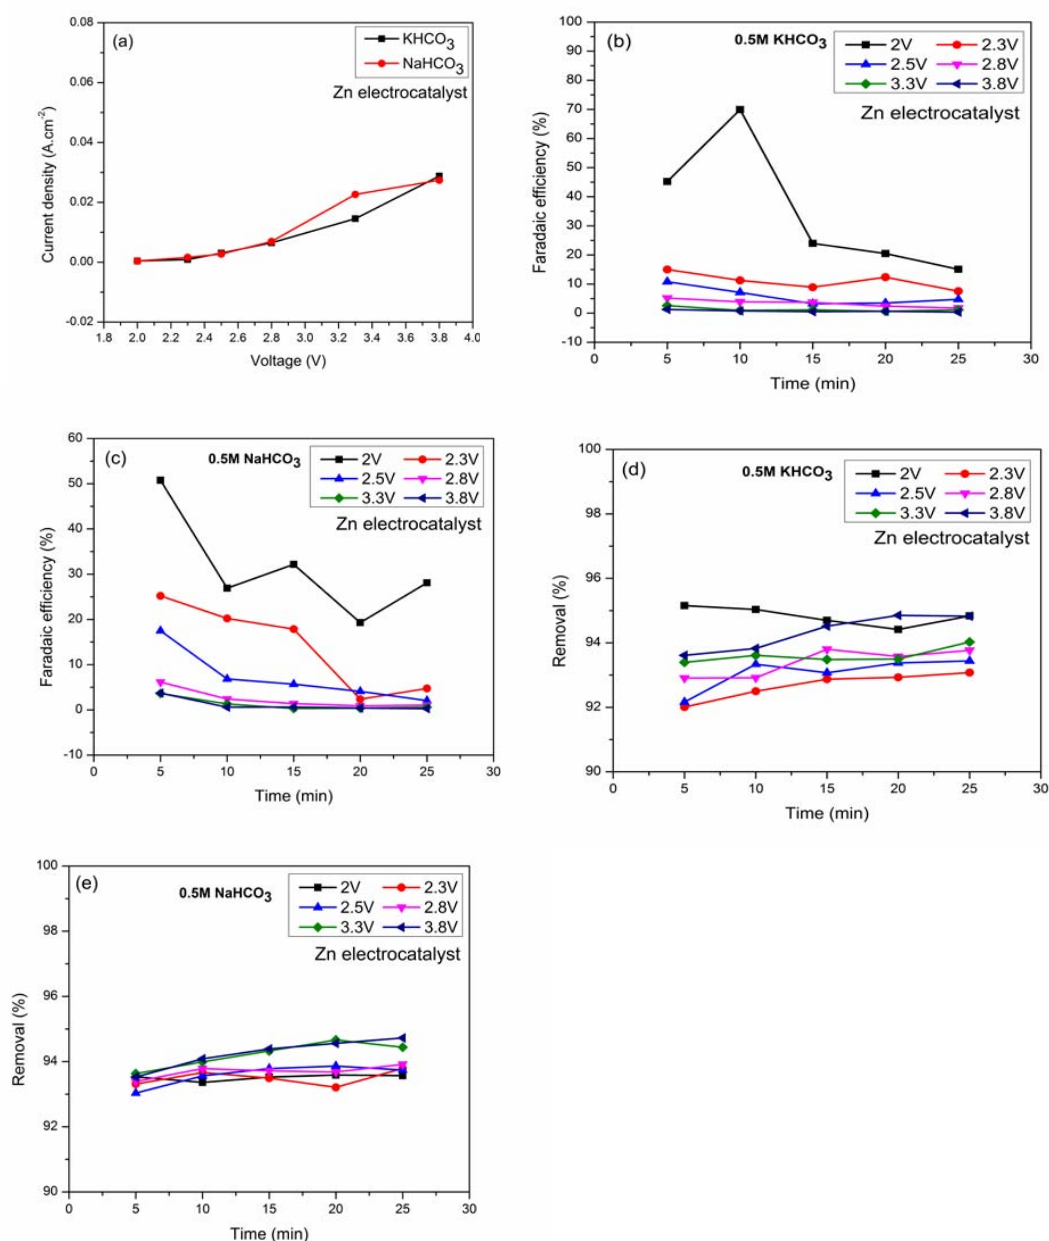 (a)
KHCO3
NaHCO3
Zn electrocatalyst
Current density (A.cm-2)
0.08
0.06
0.04
0.02
0.00
-0.02
1.8 2.0 2.2 2.4 2.6 2.8 3.0 3.2 3.4 3.6 3.8 4.0
Voltage (V)
(b)
0.5M KHCO3
2V 2.3V
2.5V 2.8V
3.3V 3.8V
Zn electrocatalyst
Faradaic efficiency (%)
100
90
80
70
60
50
40
30
20
10
0
-10
0 5 10 15 20 25 30
Time (min)
(c)
0.5M NaHCO3
2V 2.3V
2.5V 2.8V
3.3V 3.8V
Zn electrocatalyst
Faradaic efficiency (%)
60
50
40
30
20
10
0
-10
0 5 10 15 20 25 30
Time (min)
(d)
0.5M KHCO3
2V 2.3V
2.5V 2.8V
3.3V 3.8V
Zn electrocatalyst
Removal (%)
100
98
96
94
92
90
0 5 10 15 20 25 30
Time (min)
(e)
0.5M NaHCO3
2V 2.3V
2.5V 2.8V
3.3V 3.8V
Zn electrocatalyst
Removal (%)
100
98
96
94
92
90
0 5 10 15 20 25 30
Time (min)